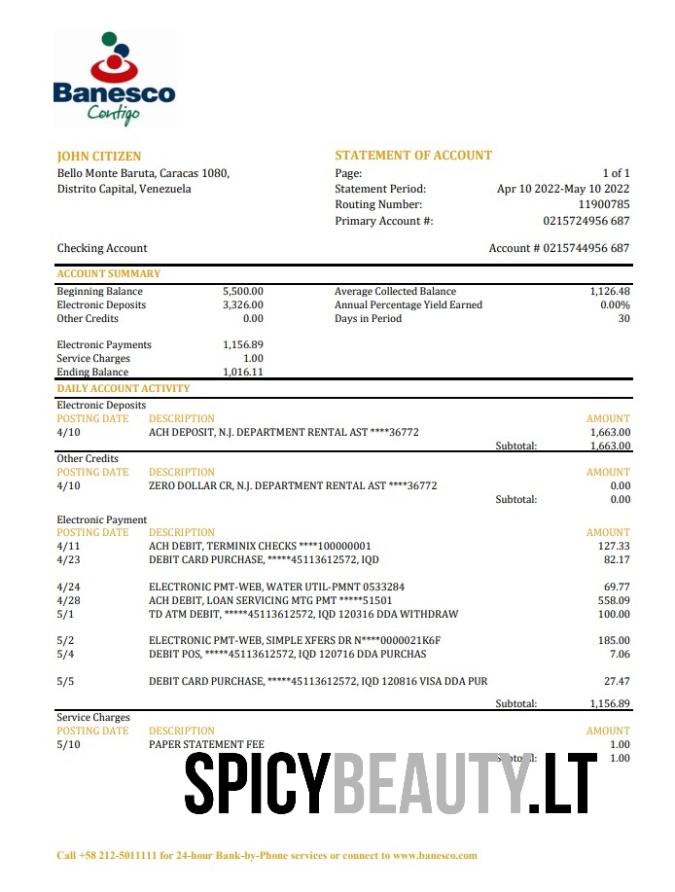 Banesco
Contigo
JOHN CITIZEN
Bello Monte Baruta, Caracas 1080,
Distrito Capital, Venezuela
STATEMENT OF ACCOUNT
Page: 1 of 1
Statement Period: Apr 10 2022-May 10 2022
Routing Number: 11900785
Primary Account #: 0215724956 687
Checking Account Account # 0215744956 687
ACCOUNT SUMMARY
Beginning Balance 5,500.00 Average Collected Balance 1,126.48
Electronic Deposits 3,326.00 Annual Percentage Yield Earned 0.00%
Other Credits 0.00 Days in Period 30
Electronic Payments 1,156.89
Service Charges 1.00
Ending Balance 1,016.11
DAILY ACCOUNT ACTIVITY
Electronic Deposits
POSTING DATE DESCRIPTION AMOUNT
4/10 ACH DEPOSIT, N.J. DEPARTMENT RENTAL AST ****36772 1,663.00
Subtotal: 1,663.00
Other Credits
POSTING DATE DESCRIPTION AMOUNT
4/10 ZERO DOLLAR CR, N.J. DEPARTMENT RENTAL AST ****36772 0.00
Subtotal: 0.00
Electronic Payment
POSTING DATE DESCRIPTION AMOUNT
4/11 ACH DEBIT, TERMINIX CHECKS ****100000001 127.33
4/23 DEBIT CARD PURCHASE, *****45113612572, IQD 82.17
4/24 ELECTRONIC PMT-WEB, WATER UTIL-PMNT 0533284 69.77
4/28 ACH DEBIT, LOAN SERVICING MTG PMT *****51501 558.09
5/1 TD ATM DEBIT, *****45113612572, IQD 120316 DDA WITHDRAW 100.00
5/2 ELECTRONIC PMT-WEB, SIMPLE XFERS DR N****0000021K6F 185.00
5/4 DEBIT POS, *****45113612572, IQD 120716 DDA PURCHAS 7.06
5/5 DEBIT CARD PURCHASE, *****45113612572, IQD 120816 VISA DDA PUR 27.47
Subtotal: 1,156.89
Service Charges
POSTING DATE DESCRIPTION AMOUNT
5/10 PAPER STATEMENT FEE 1.00
Subtotal: 1.00
SPICYBEAUTY.LT
Call +58 212-5011111 for 24-hour Bank-by-Phone services or connect to www.banesco.com